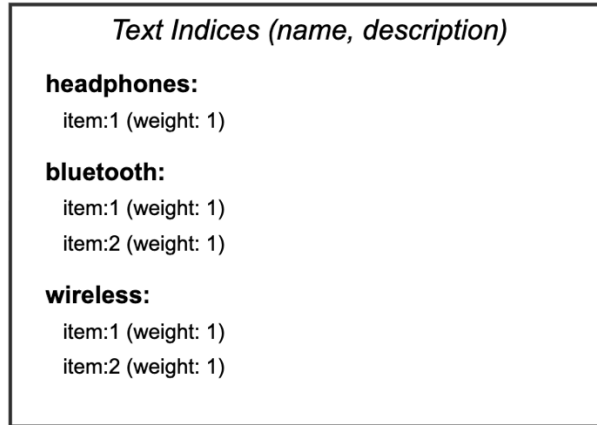 Text Indices (name, description)
headphones:
item:1 (weight: 1)
bluetooth:
item:1 (weight: 1)
item:2 (weight: 1)
wireless:
item:1 (weight: 1)
item:2 (weight: 1)